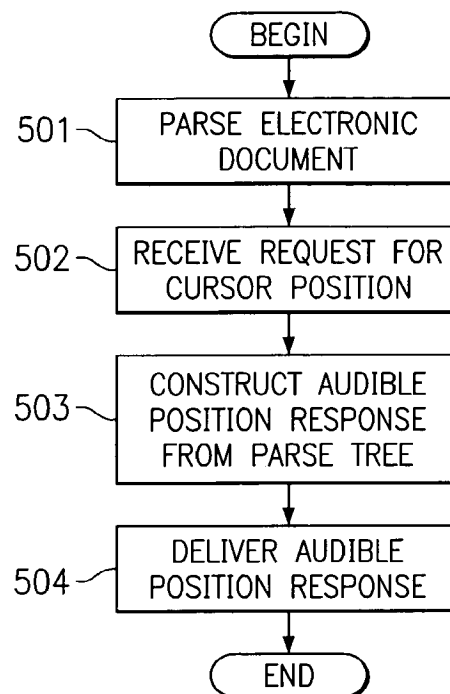 BEGIN
501
PARSE ELECTRONIC
DOCUMENT
502
RECEIVE REQUEST FOR
CURSOR POSITION
503
CONSTRUCT AUDIBLE
POSITION RESPONSE
FROM PARSE TREE
504
DELIVER AUDIBLE
POSITION RESPONSE
END